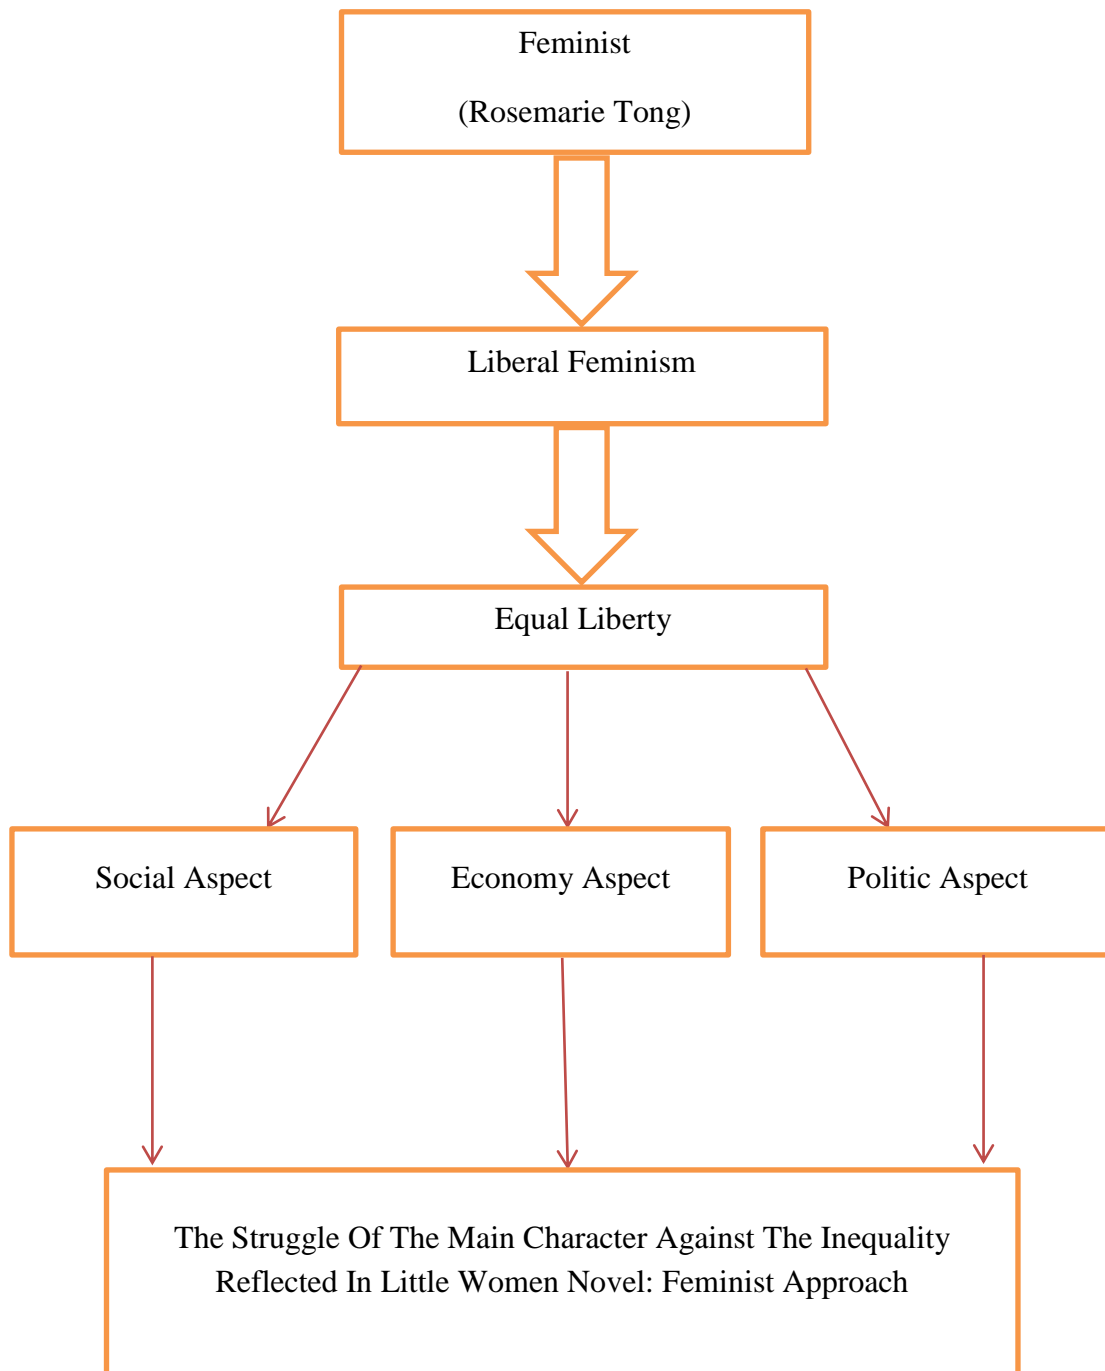 Feminist
(Rosemarie Tong)
Liberal Feminism
Equal Liberty
Social Aspect
Economy Aspect
Politic Aspect
The Struggle Of The Main Character Against The Inequality
Reflected In Little Women Novel: Feminist Approach